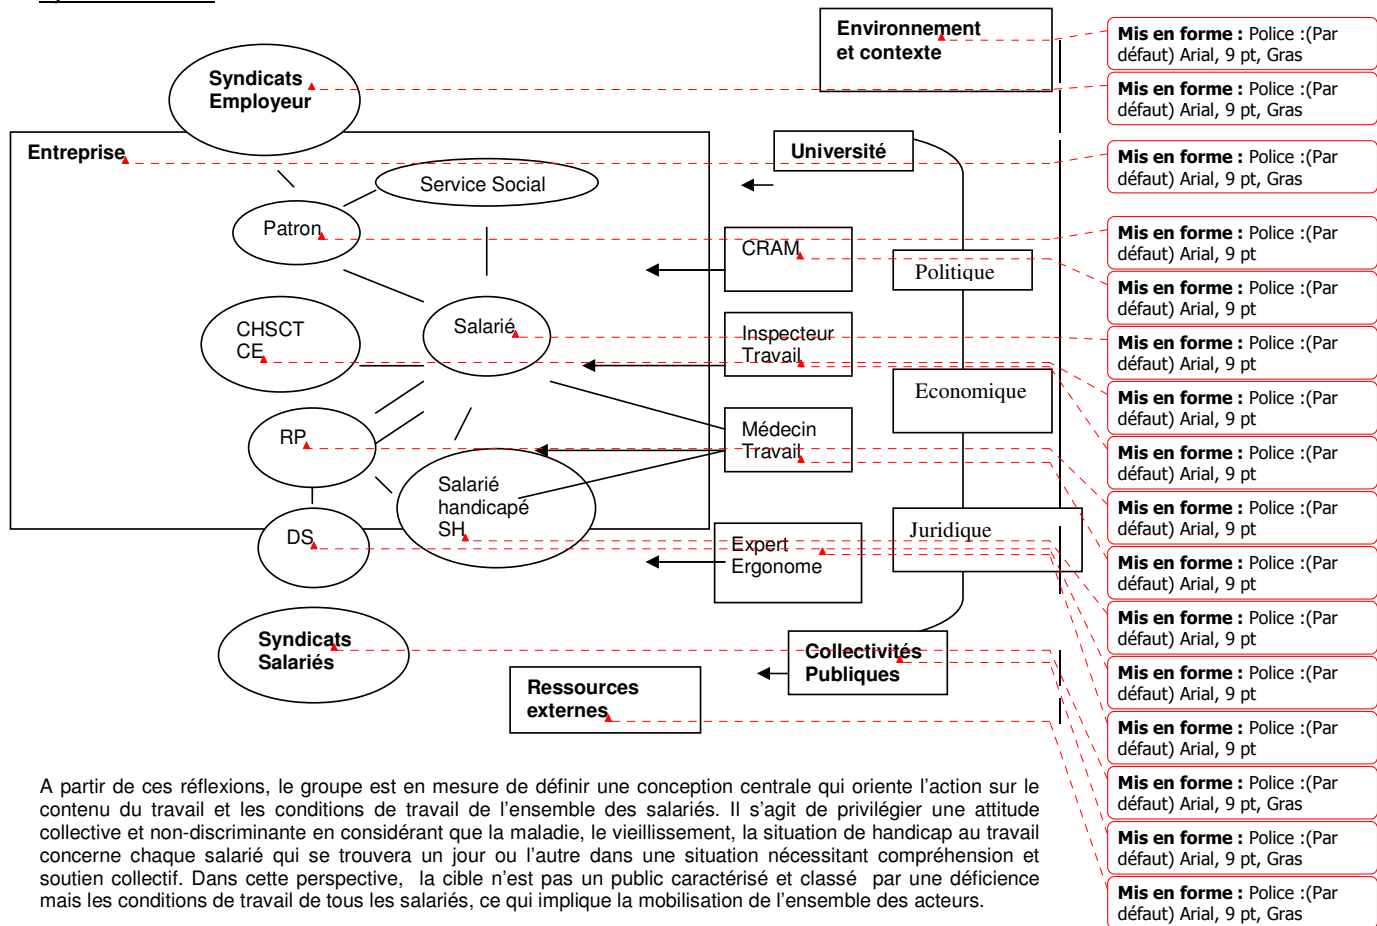 Environnement
et contexte
Syndicats
Employeur
Entreprise
Université
Service Social
Patron
CRAM
Politique
CHSCT
CE
Salarié
Inspecteur
Travail
Economique
RP
Médecin
Travail
Salarié
handicapé
SH
DS
Expert
Ergonome
Juridique
Syndicats
Salariés
Collectivités
Publiques
Ressources
externes
Mis en forme : Police :(Par
défaut) Arial, 9 pt, Gras
Mis en forme : Police :(Par
défaut) Arial, 9 pt, Gras
Mis en forme : Police :(Par
défaut) Arial, 9 pt, Gras
Mis en forme : Police :(Par
défaut) Arial, 9 pt
Mis en forme : Police :(Par
défaut) Arial, 9 pt
Mis en forme : Police :(Par
défaut) Arial, 9 pt
Mis en forme : Police :(Par
défaut) Arial, 9 pt
Mis en forme : Police :(Par
défaut) Arial, 9 pt
Mis en forme : Police :(Par
défaut) Arial, 9 pt
Mis en forme : Police :(Par
défaut) Arial, 9 pt
Mis en forme : Police :(Par
défaut) Arial, 9 pt
Mis en forme : Police :(Par
défaut) Arial, 9 pt
Mis en forme : Police :(Par
défaut) Arial, 9 pt
Mis en forme : Police :(Par
défaut) Arial, 9 pt, Gras
Mis en forme : Police :(Par
défaut) Arial, 9 pt, Gras
Mis en forme : Police :(Par
défaut) Arial, 9 pt, Gras
A partir de ces réflexions, le groupe est en mesure de définir une conception centrale qui oriente l'action sur le
contenu du travail et les conditions de travail de l'ensemble des salariés. Il s'agit de privilégier une attitude
collective et non-discriminante en considérant que la maladie, le vieillissement, la situation de handicap au travail
concerne chaque salarié qui se trouvera un jour ou l'autre dans une situation nécessitant compréhension et
soutien collectif. Dans cette perspective, la cible n'est pas un public caractérisé et classé par une déficience
mais les conditions de travail de tous les salariés, ce qui implique la mobilisation de l'ensemble des acteurs.